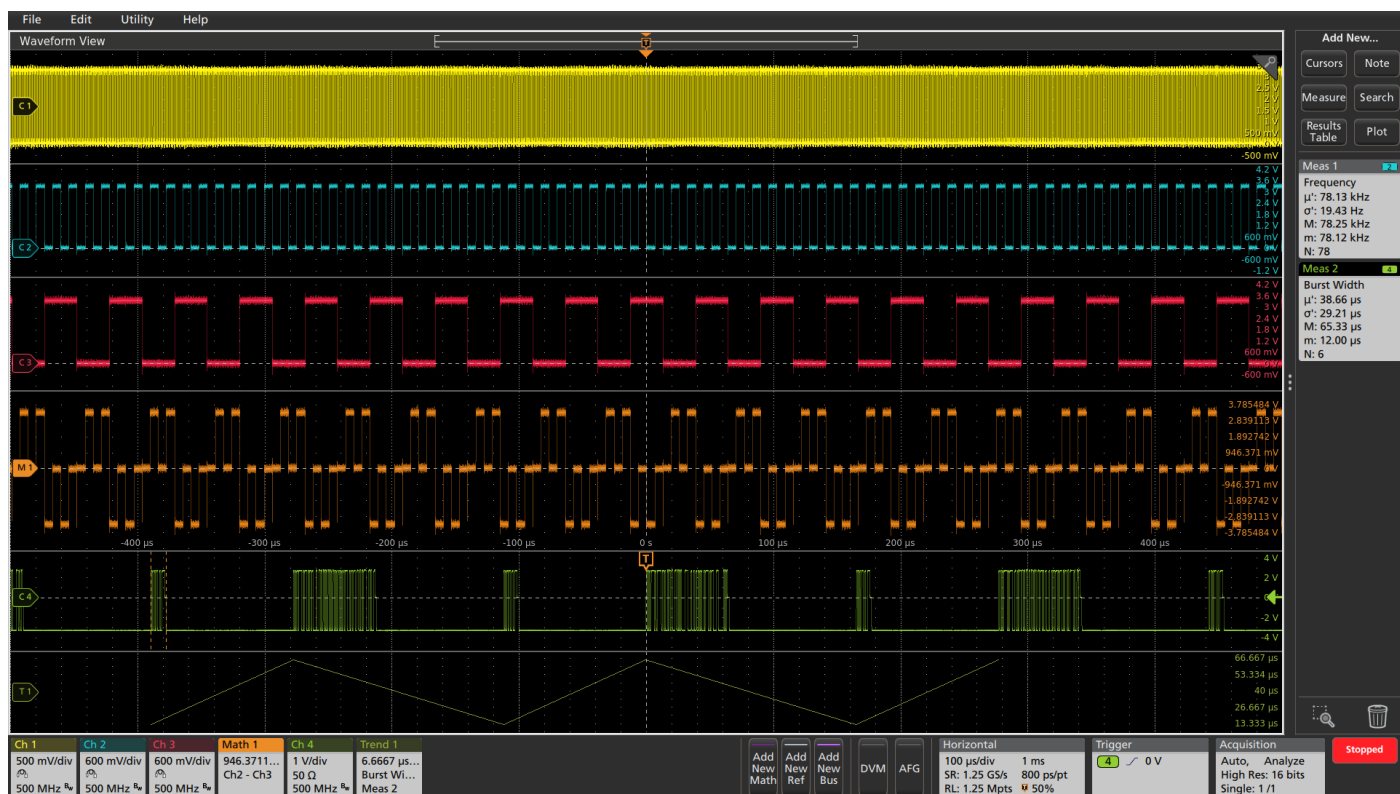 File Edit Utility Help
Waveform View
T
C 1
2.5 V
2 V
1.5 V
1 V
500 mV
0 V
-500 mV
4.2 V
3.6 V
3 V
2.4 V
1.8 V
1.2 V
600 mV
0 V
-600 mV
-1.2 V
C 2
4.2 V
3.6 V
3 V
2.4 V
1.8 V
1.2 V
600 mV
-600 mV
C 3
3.785484 V
2.839113 V
1.892742 V
946.371 mV
0 V
-946.371 mV
-1.892742 V
-2.839113 V
-3.785484 V
M 1
-400 µs -300 µs -200 µs -100 µs 0 s 100 µs 200 µs 300 µs 400 µs
T
4 V
2 V
-2 V
-4 V
C 4
66.667 µs
53.334 µs
40 µs
26.667 µs
13.333 µs
T 1
Add New...
Cursors Note
Measure Search
Results
Table
Plot
Meas 1 2
Frequency
µ': 78.13 kHz
σ': 19.43 Hz
M: 78.25 kHz
m: 78.12 kHz
N: 78
Meas 2 4
Burst Width
µ': 38.66 µs
σ': 29.21 µs
M: 65.33 µs
m: 12.00 µs
N: 6
Ch 1
500 mV/div
500 MHz Bw
Ch 2
600 mV/div
500 MHz Bw
Ch 3
600 mV/div
500 MHz Bw
Math 1
946.3711...
Ch2 - Ch3
Ch 4
1 V/div
50 Ω
500 MHz Bw
Trend 1
6.6667 µs...
Burst Wi...
Meas 2
Add
New
Math
Add
New
Ref
Add
New
Bus
DVM
AFG
Horizontal
100 µs/div 1 ms
SR: 1.25 GS/s 800 ps/pt
RL: 1.25 Mpts 50%
Trigger
4 0 V
Acquisition
Auto, Analyze
High Res: 16 bits
Single: 1 /1
Stopped